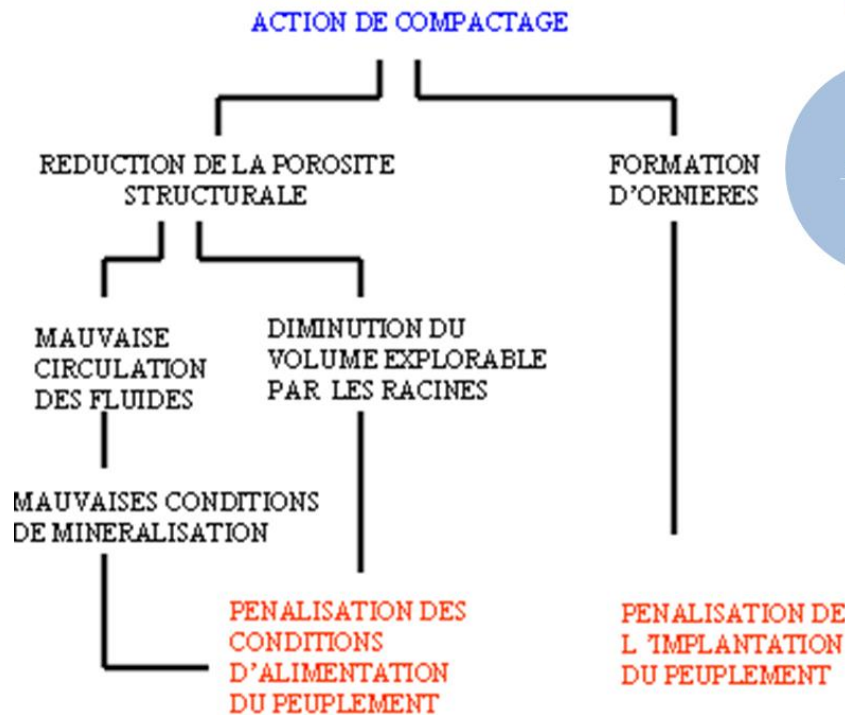 ACTION DE COMPACTAGE
REDUCTION DE LA POROSITE
STRUCTURALE
FORMATION
D'ORNIERES
MAUVAISE
CIRCULATION
DES FLUIDES
DIMINUTION DU
VOLUME EXPLORABLE
PAR LES RACINES
MAUVAISES CONDITIONS
DE MINERALISATION
PENALISATION DES
CONDITIONS
D'ALIMENTATION
DU PEUPLEMENT
PENALISATION DE
L 'IMPLANTATION
DU PEUPLEMENT